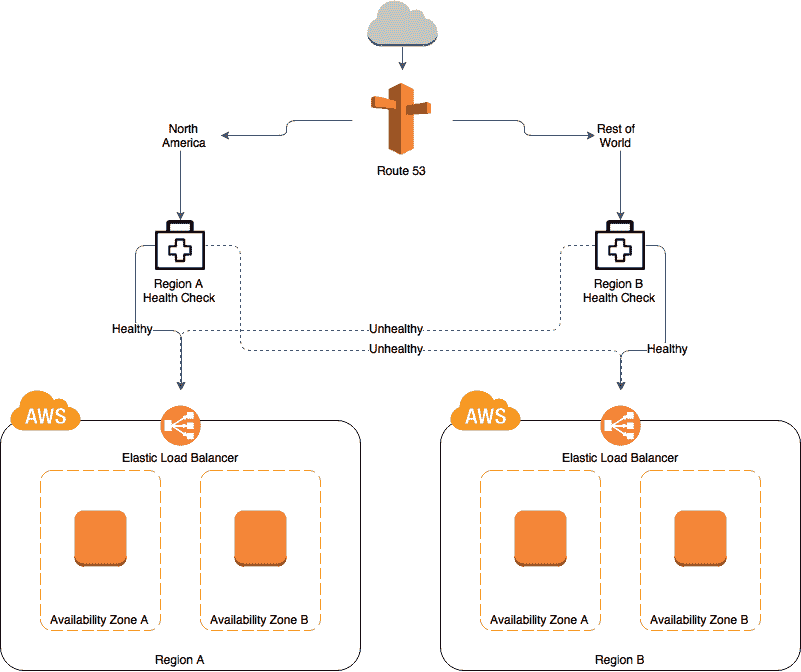 Route 53
North
America
Rest of
World
Region A
Health Check
Region B
Health Check
Healthy
Unhealthy
Unhealthy
Healthy
AWS
AWS
Elastic Load Balancer
Elastic Load Balancer
Availability Zone A
Availability Zone B
Availability Zone A
Availability Zone B
Region A
Region B